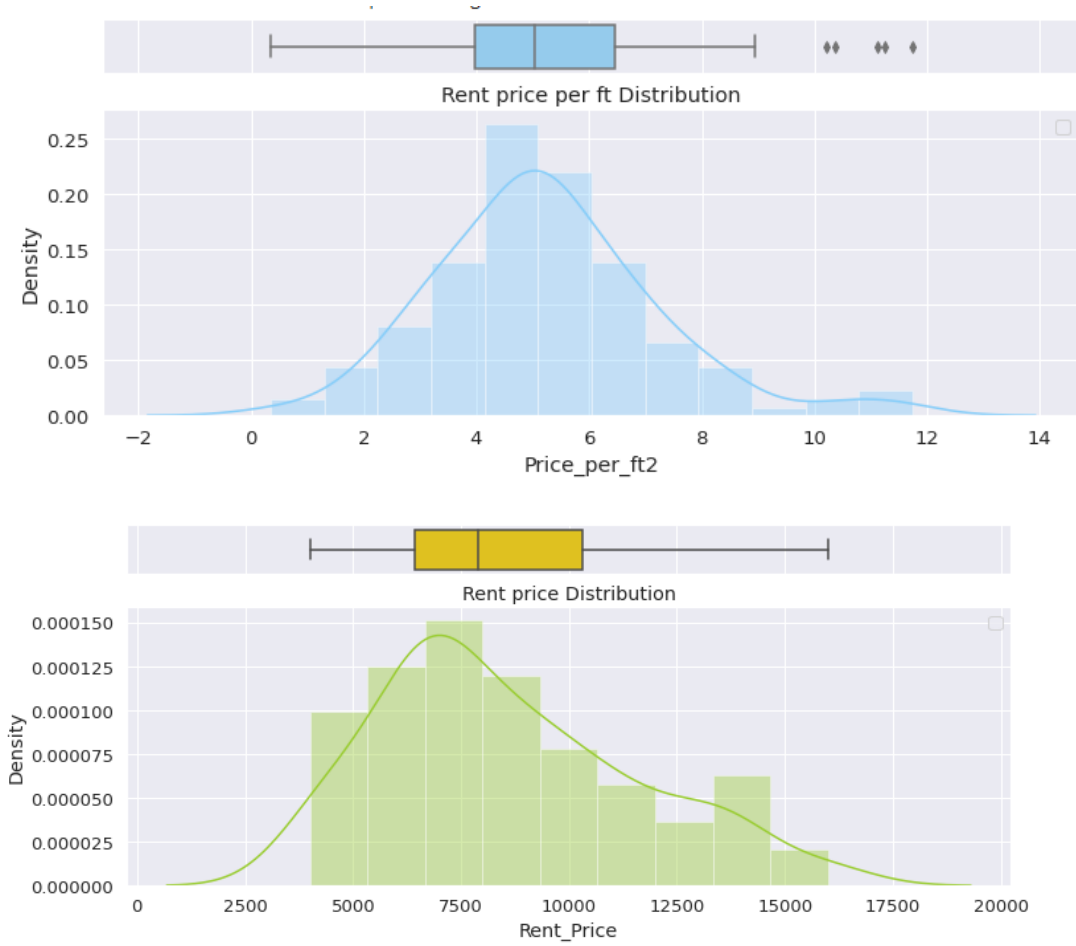 Rent price per ft Distribution
0.25
0.20
0.15
0.10
0.05
0.00
Density
−2 0 2 4 6 8 10 12 14
Price_per_ft2
Rent price Distribution
0.000150
0.000125
0.000100
0.000075
0.000050
0.000025
0.000000
Density
0 2500 5000 7500 10000 12500 15000 17500 20000
Rent_Price